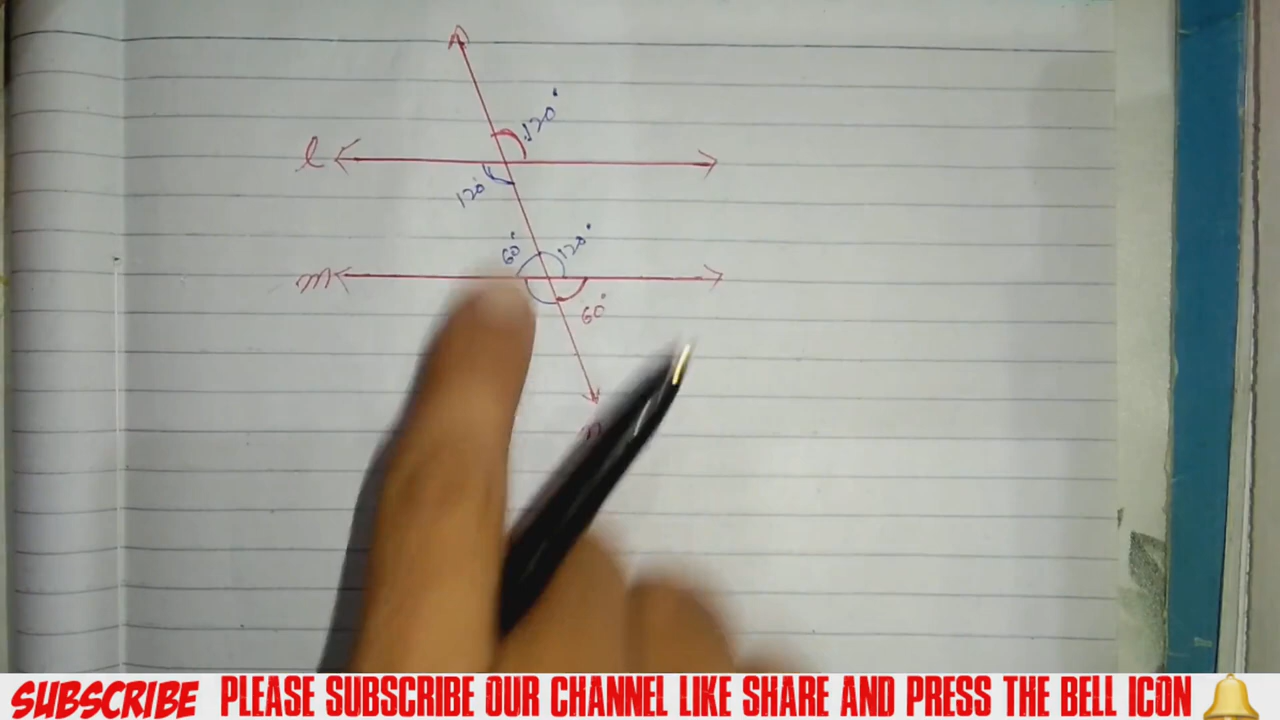 120°
l
120°
60° 120°
m
60°
n
SUBSCRIBE PLEASE SUBSCRIBE OUR CHANNEL LIKE SHARE AND PRESS THE BELL ICON